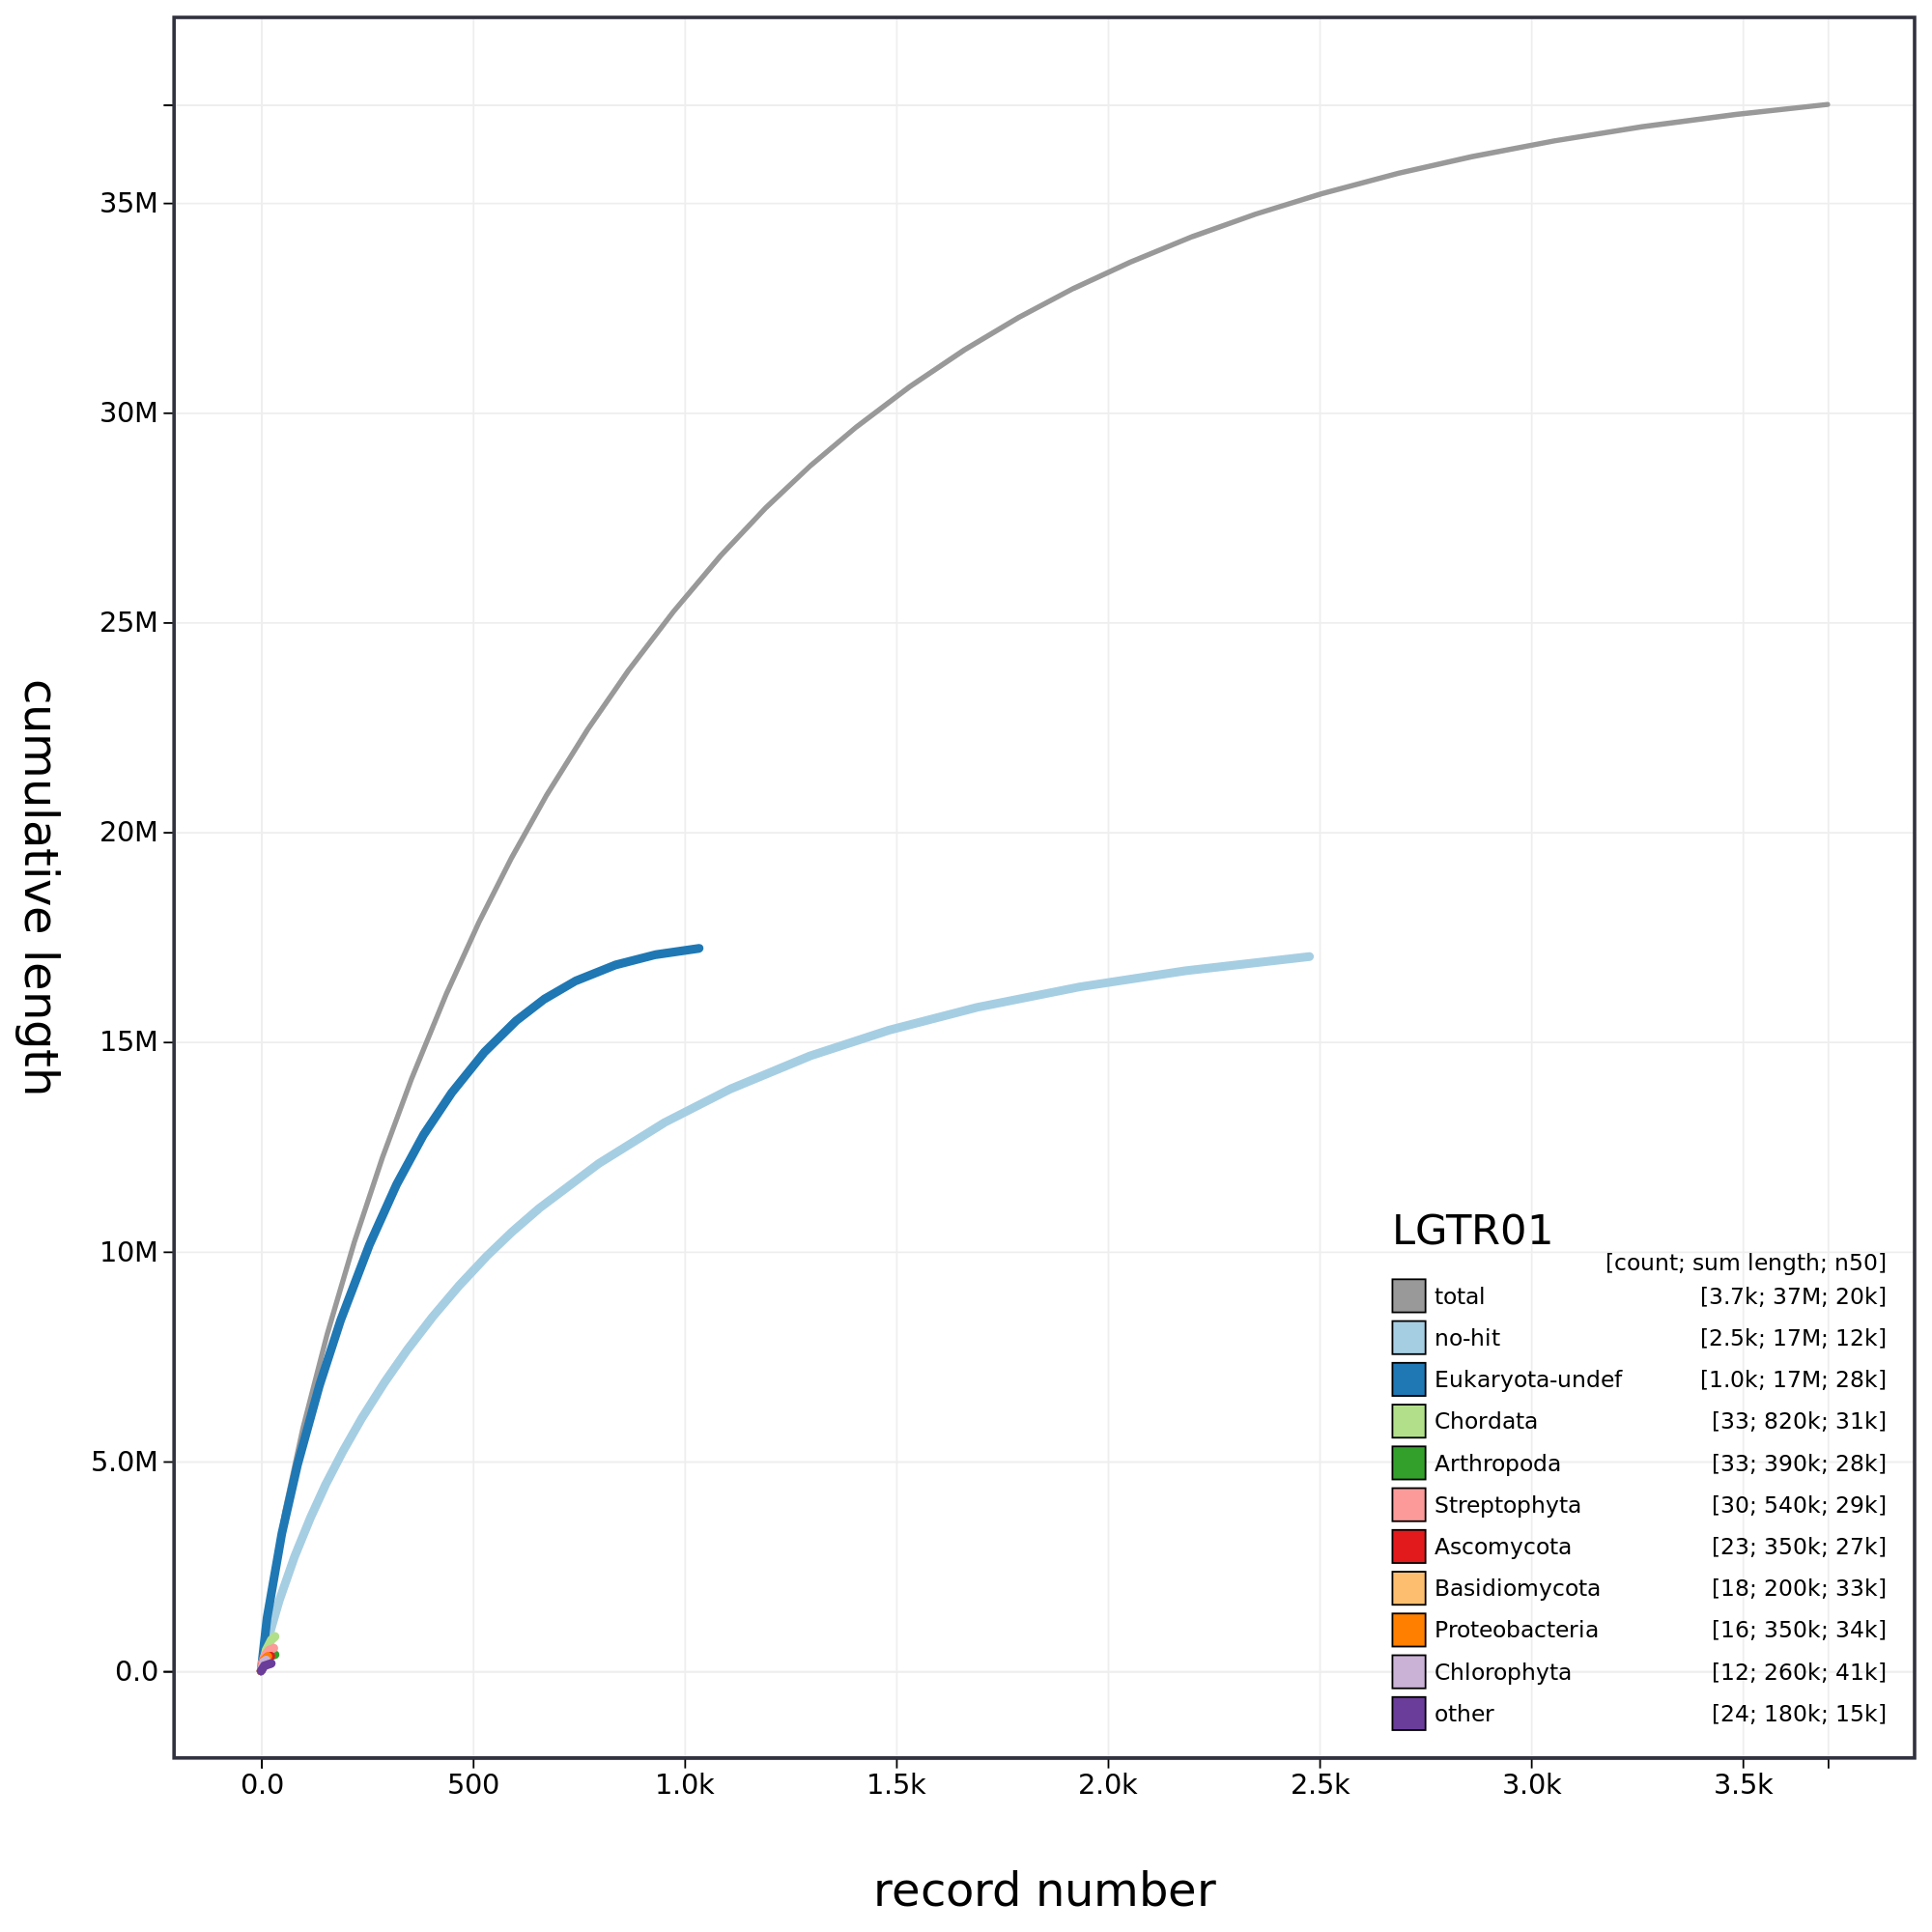 cumulative length
35M
30M
25M
20M
15M
10M
5.0M
0.0
LGTR01
[count; sum length; n50]
total [3.7k; 37M; 20k]
no-hit [2.5k; 17M; 12k]
Eukaryota-undef [1.0k; 17M; 28k]
Chordata [33; 820k; 31k]
Arthropoda [33; 390k; 28k]
Streptophyta [30; 540k; 29k]
Ascomycota [23; 350k; 27k]
Basidiomycota [18; 200k; 33k]
Proteobacteria [16; 350k; 34k]
Chlorophyta [12; 260k; 41k]
other [24; 180k; 15k]
0.0 500 1.0k 1.5k 2.0k 2.5k 3.0k 3.5k
record number